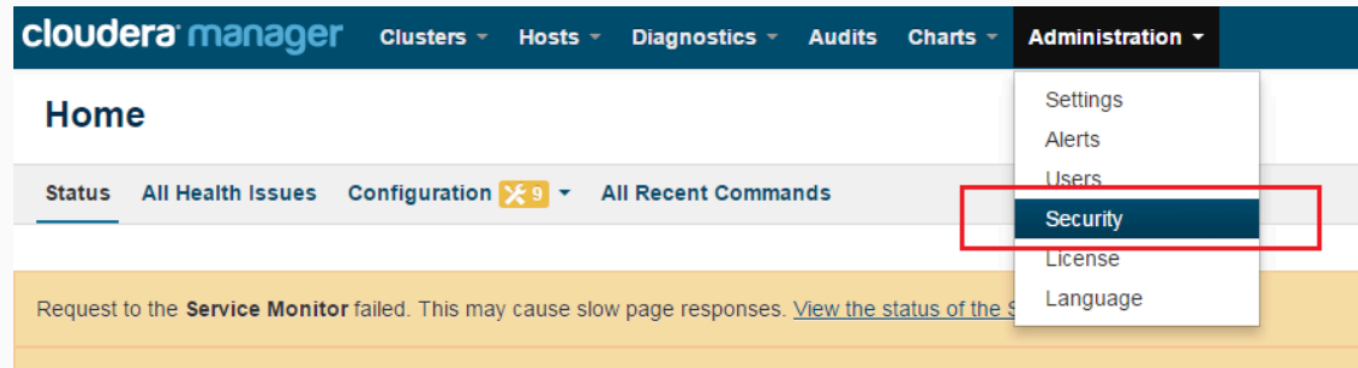 cloudera manager Clusters Hosts Diagnostics Audits Charts Administration
Home
Settings
Alerts
Users
Security
License
Language
Status All Health Issues Configuration 9 All Recent Commands
Request to the Service Monitor failed. This may cause slow page responses. View the status of the S